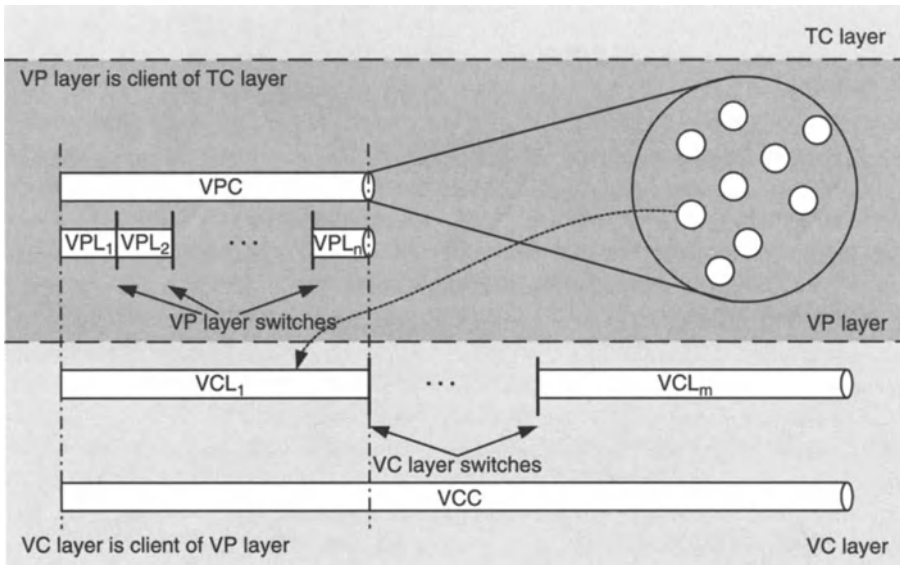 TC layer
VP layer is client of TC layer
VPC
VPL₁ VPL₂ ... VPLₙ
VP layer switches
VP layer
VCL₁ ... VCLₘ
VC layer switches
VCC
VC layer is client of VP layer
VC layer